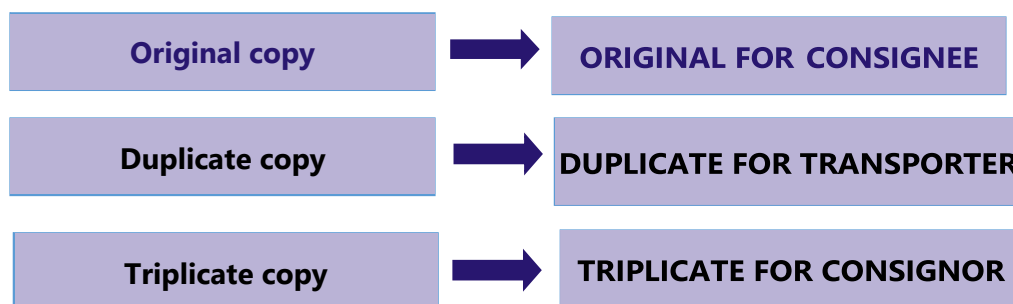 Original copy
ORIGINAL FOR CONSIGNEE
Duplicate copy
DUPLICATE FOR TRANSPORTER
Triplicate copy
TRIPLICATE FOR CONSIGNOR